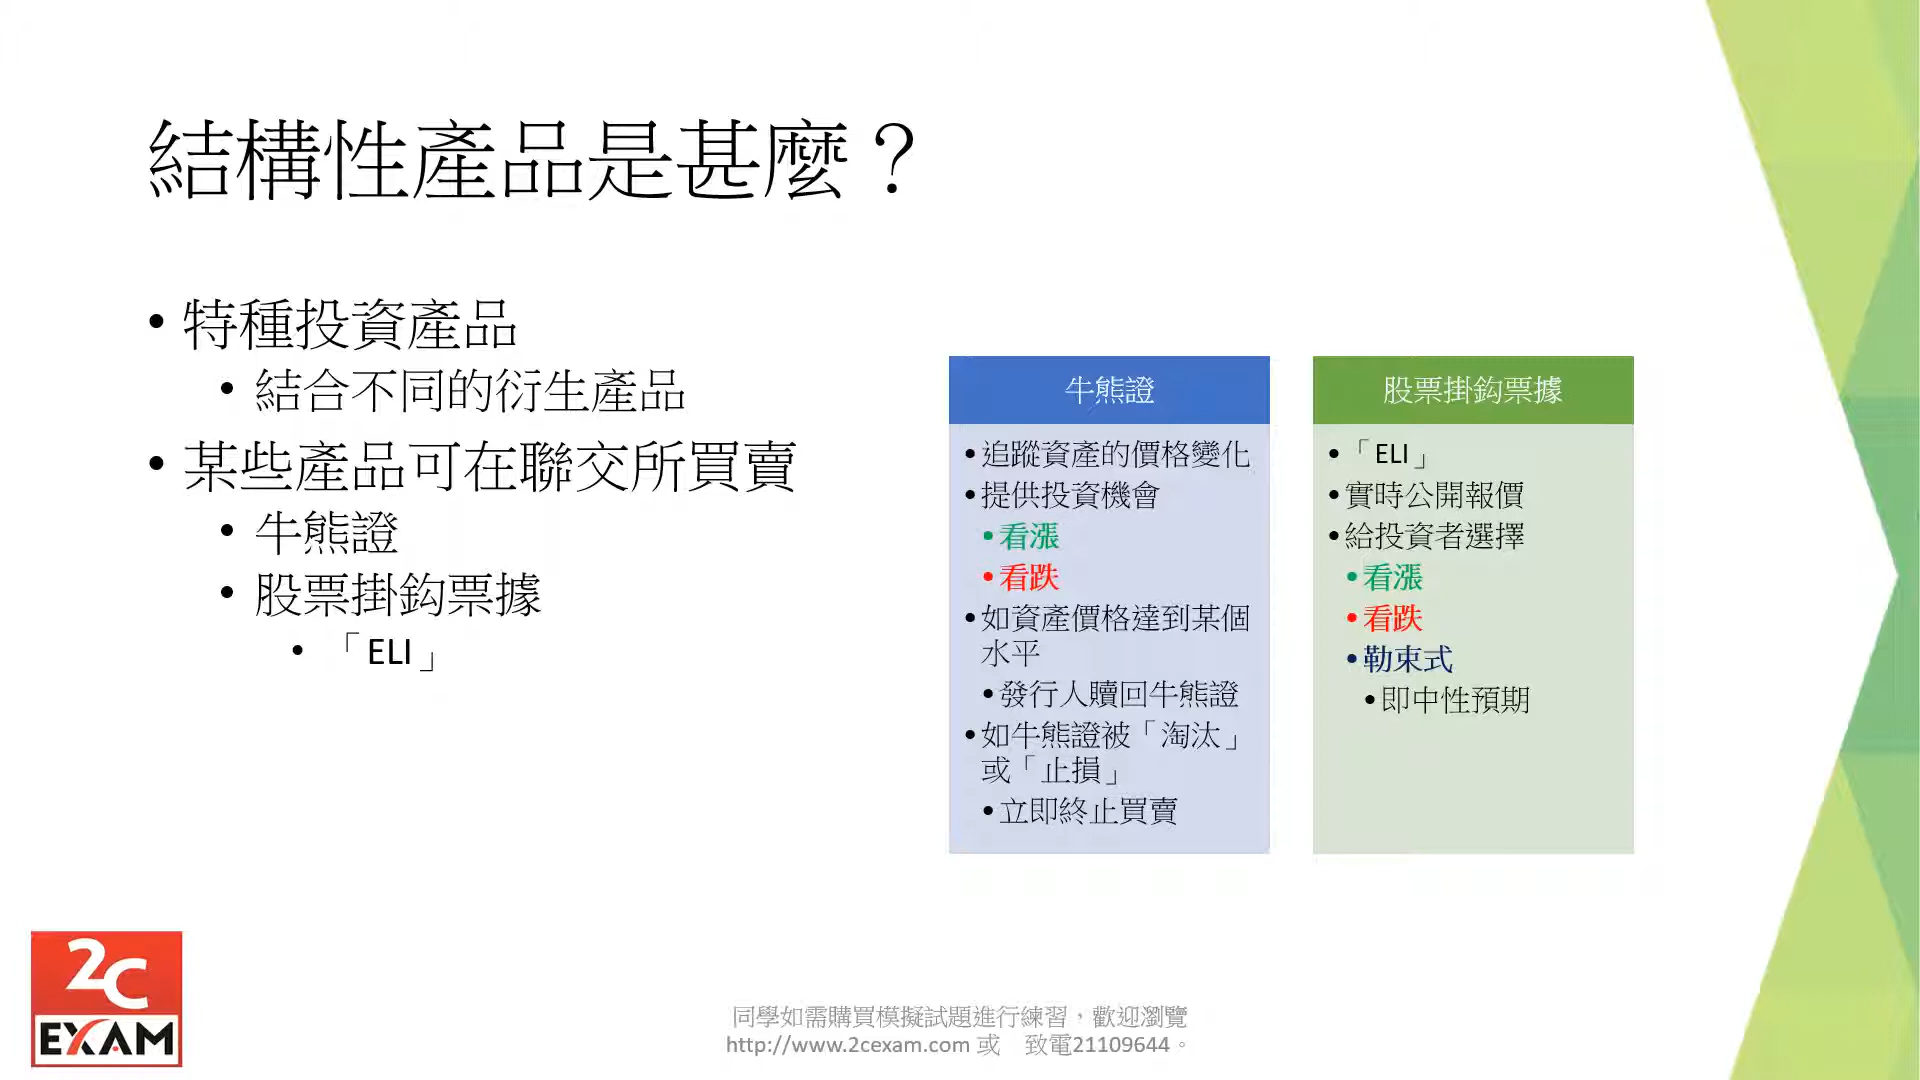 結構性產品是甚麼？
• 特種投資產品
• 結合不同的衍生產品
• 某些產品可在聯交所買賣
• 牛熊證
• 股票掛鈎票據
• 「ELI」
牛熊證
• 追蹤資產的價格變化
• 提供投資機會
• 看漲
• 看跌
• 如資產價格達到某個
水平
• 發行人贖回牛熊證
• 如牛熊證被「淘汰」
或「止損」
• 立即終止買賣
股票掛鈎票據
• 「ELI」
• 實時公開報價
• 給投資者選擇
• 看漲
• 看跌
• 勒束式
• 即中性預期
2C
EXAM
同學如需購買模擬試題進行練習，歡迎瀏覽
http://www.2cexam.com 或　致電21109644。